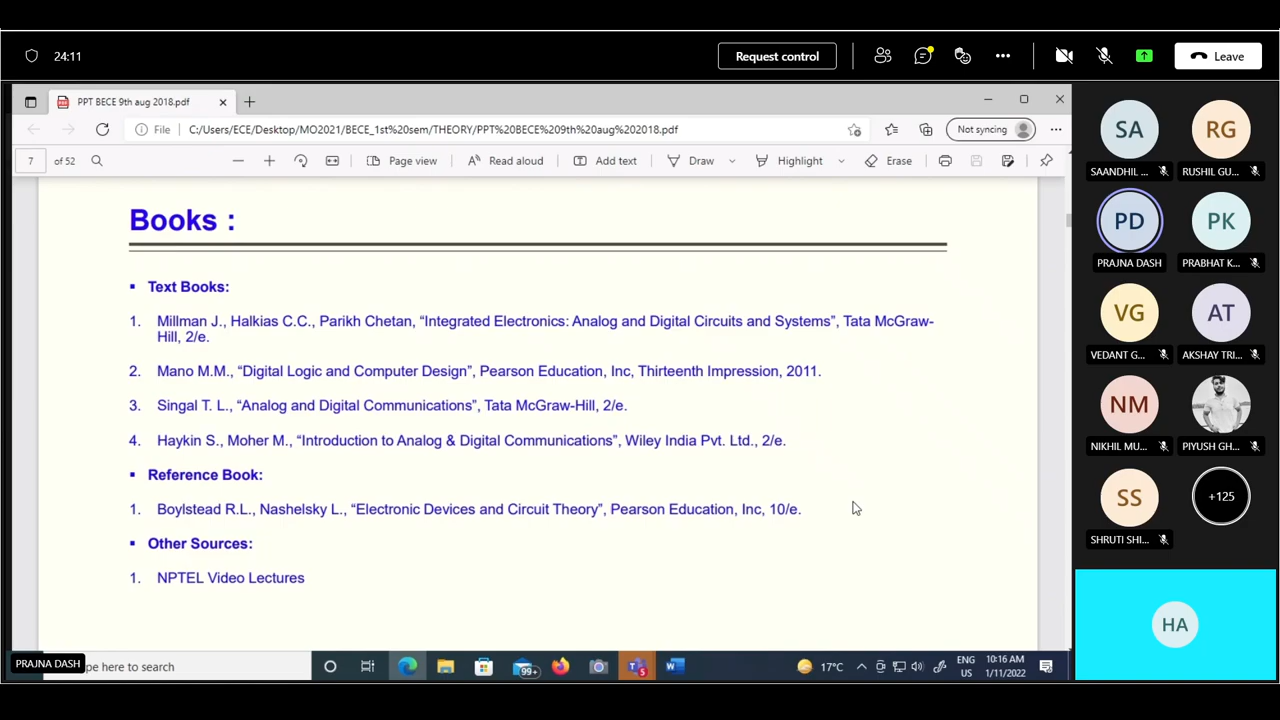 24:11
Request control
Leave
PPT BECE 9th aug 2018.pdf
File
C:/Users/ECE/Desktop/MO2021/BECE_1st%20sem/THEORY/PPT%20BECE%209th%20aug%202018.pdf
Not syncing
7 of 52
Page view
Read aloud
Add text
Draw
Highlight
Erase
Books :
▪ Text Books:
1. Millman J., Halkias C.C., Parikh Chetan, “Integrated Electronics: Analog and Digital Circuits and Systems”, Tata McGraw-
Hill, 2/e.
2. Mano M.M., “Digital Logic and Computer Design”, Pearson Education, Inc, Thirteenth Impression, 2011.
3. Singal T. L., “Analog and Digital Communications”, Tata McGraw-Hill, 2/e.
4. Haykin S., Moher M., “Introduction to Analog & Digital Communications”, Wiley India Pvt. Ltd., 2/e.
▪ Reference Book:
1. Boylstead R.L., Nashelsky L., “Electronic Devices and Circuit Theory”, Pearson Education, Inc, 10/e.
▪ Other Sources:
1. NPTEL Video Lectures
SA
RG
SAANDHIL ...
RUSHIL GU...
PD
PK
PRAJNA DASH
PRABHAT K...
VG
AT
VEDANT G...
AKSHAY TRI...
NM
NIKHIL MU...
PIYUSH GH...
SS
+125
SHRUTI SHI...
HA
PRAJNA DASH
pe here to search
99+
5
17°C
ENG
US
10:16 AM
1/11/2022